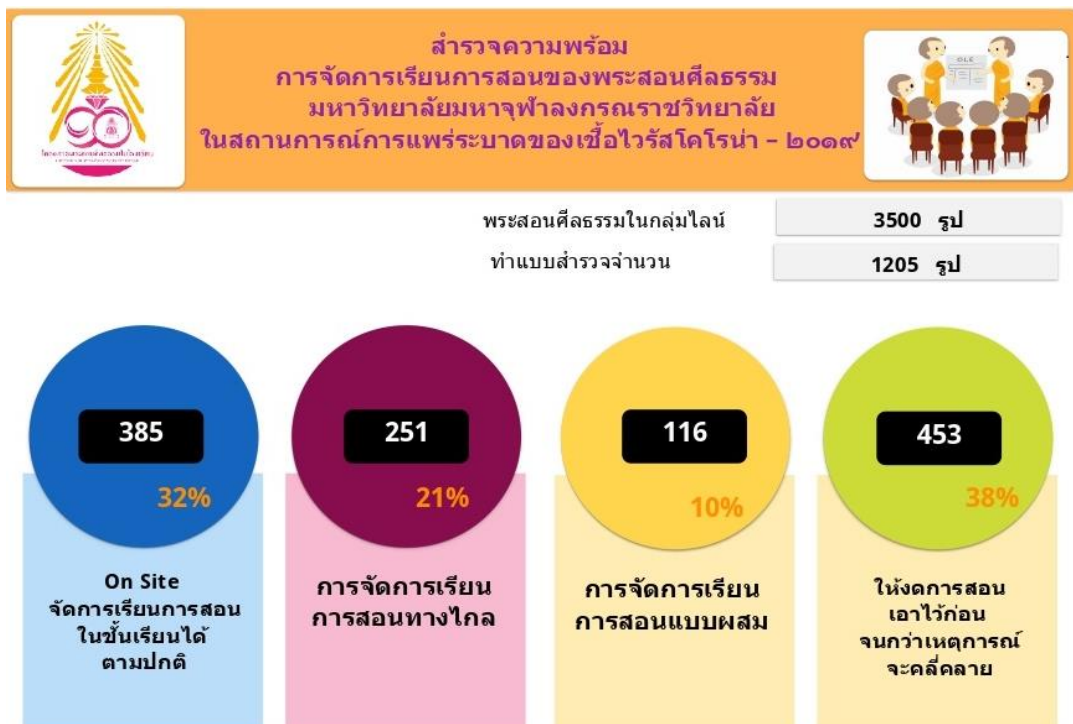 สำรวจความพร้อม
การจัดการเรียนการสอนของพระสอนศีลธรรม
มหาวิทยาลัยมหาจุฬาลงกรณราชวิทยาลัย
ในสถานการณ์การแพร่ระบาดของเชื้อไวรัสโคโรน่า – ๒๐๑๙
พระสอนศีลธรรมในกลุ่มไลน์
3500 รูป
ทำแบบสำรวจจำนวน
1205 รูป
385
32%
On Site
จัดการเรียนการสอน
ในชั้นเรียนได้
ตามปกติ
251
21%
การจัดการเรียน
การสอนทางไกล
116
10%
การจัดการเรียน
การสอนแบบผสม
453
38%
ให้งดการสอน
เอาไว้ก่อน
จนกว่าเหตุการณ์
จะคลี่คลาย